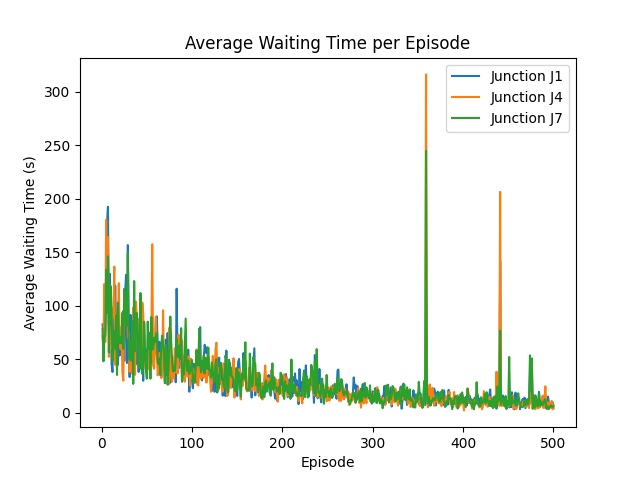 Average Waiting Time per Episode
Average Waiting Time (s)
300
250
200
150
100
50
0
Junction J1
Junction J4
Junction J7
0 100 200 300 400 500
Episode